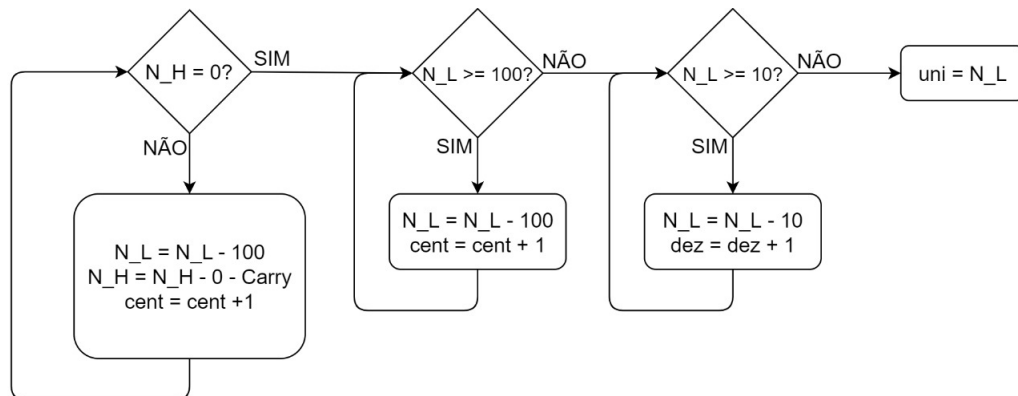 N_H = 0?
SIM
NÃO
N_L = N_L - 100
N_H = N_H - 0 - Carry
cent = cent +1
N_L >= 100?
NÃO
SIM
N_L = N_L - 100
cent = cent + 1
N_L >= 10?
NÃO
SIM
N_L = N_L - 10
dez = dez + 1
uni = N_L